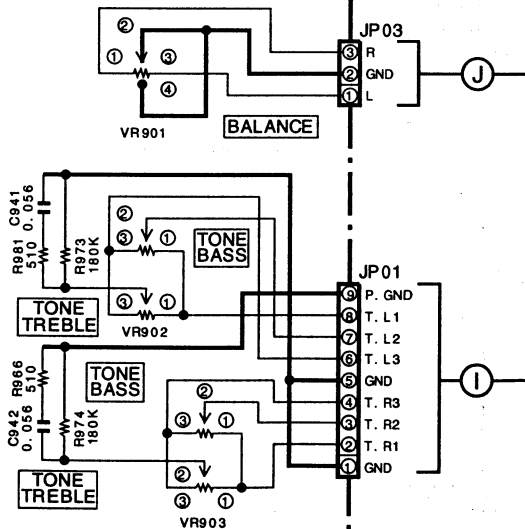 JP03
② ③ R
① ③ ② GND
④ ① L
VR901
BALANCE
J
C941
0.056
R981
510
R973
180K
②
③ ①
TONE
BASS
③ ①
TONE
TREBLE
VR902
JP01
⑨ P. GND
⑧ T. L1
⑦ T. L2
⑥ T. L3
⑤ GND
④ T. R3
③ T. R2
② T. R1
① GND
I
R966
510
C942
0.056
R974
180K
TONE
BASS
②
③ ①
②
③ ①
TONE
TREBLE
VR903